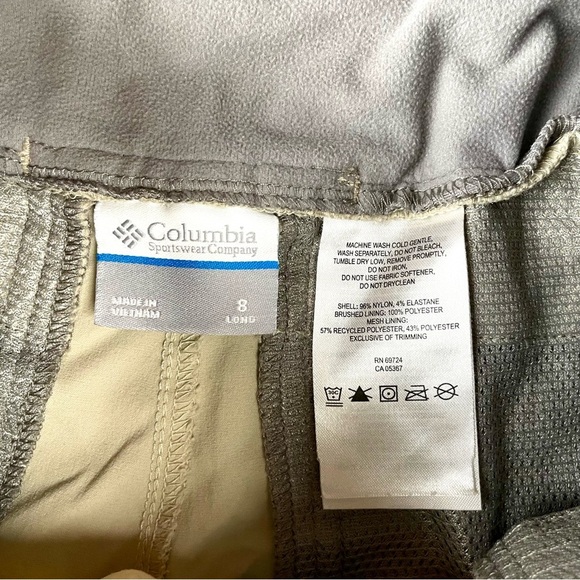 Columbia
Sportswear Company
MADE IN
VIETNAM
8
LONG
MACHINE WASH COLD GENTLE,
WASH SEPARATELY, DO NOT BLEACH,
TUMBLE DRY LOW, REMOVE PROMPTLY,
DO NOT IRON,
DO NOT USE FABRIC SOFTENER,
DO NOT DRYCLEAN
SHELL: 96% NYLON, 4% ELASTANE
BRUSHED LINING: 100% POLYESTER
MESH LINING:
57% RECYCLED POLYESTER, 43% POLYESTER
EXCLUSIVE OF TRIMMING
RN 69724
CA 05367